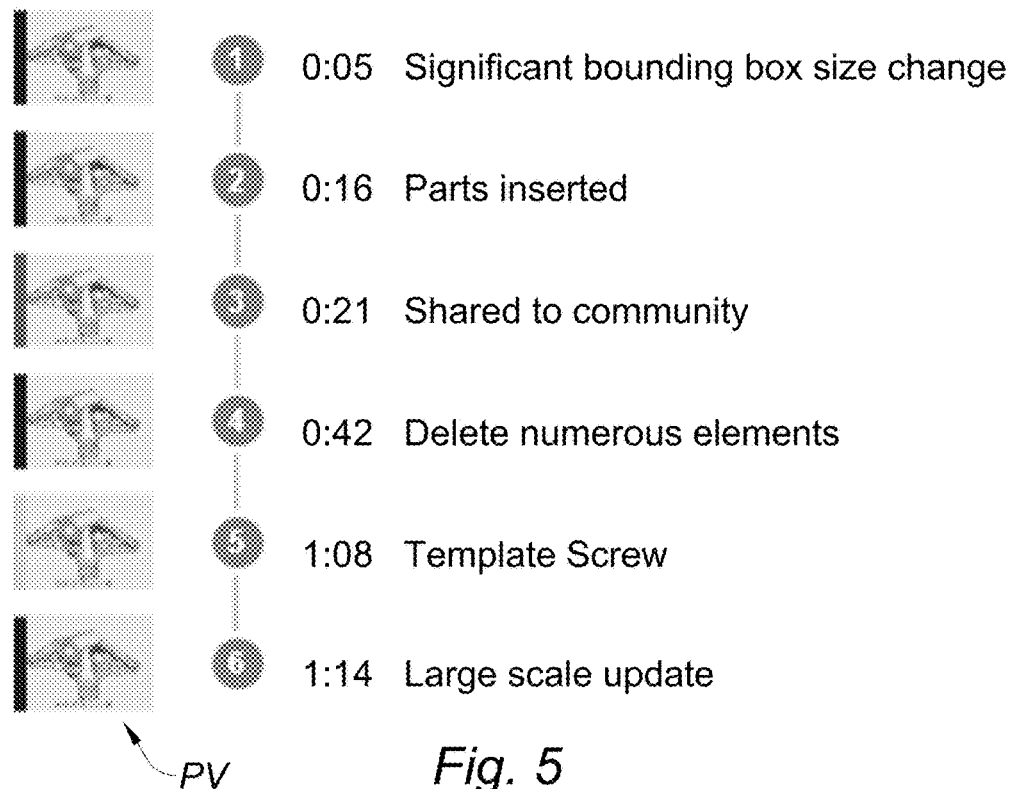 1 0:05 Significant bounding box size change
2 0:16 Parts inserted
3 0:21 Shared to community
4 0:42 Delete numerous elements
5 1:08 Template Screw
6 1:14 Large scale update
PV Fig. 5